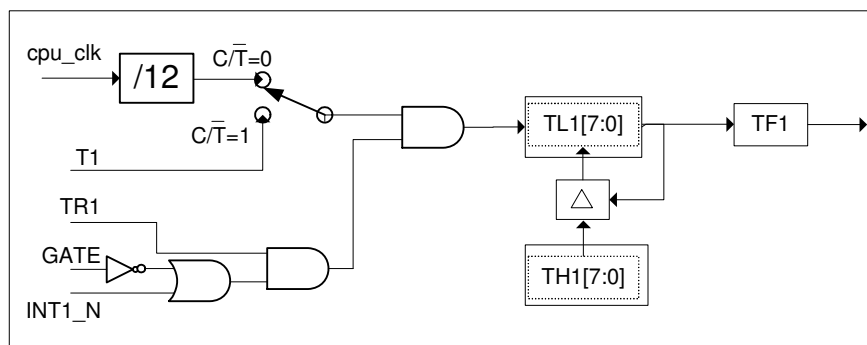 cpu_clk
/12
C/T̅=0
C/T̅=1
T1
TR1
GATE
INT1_N
TL1[7:0]
TF1
△
TH1[7:0]